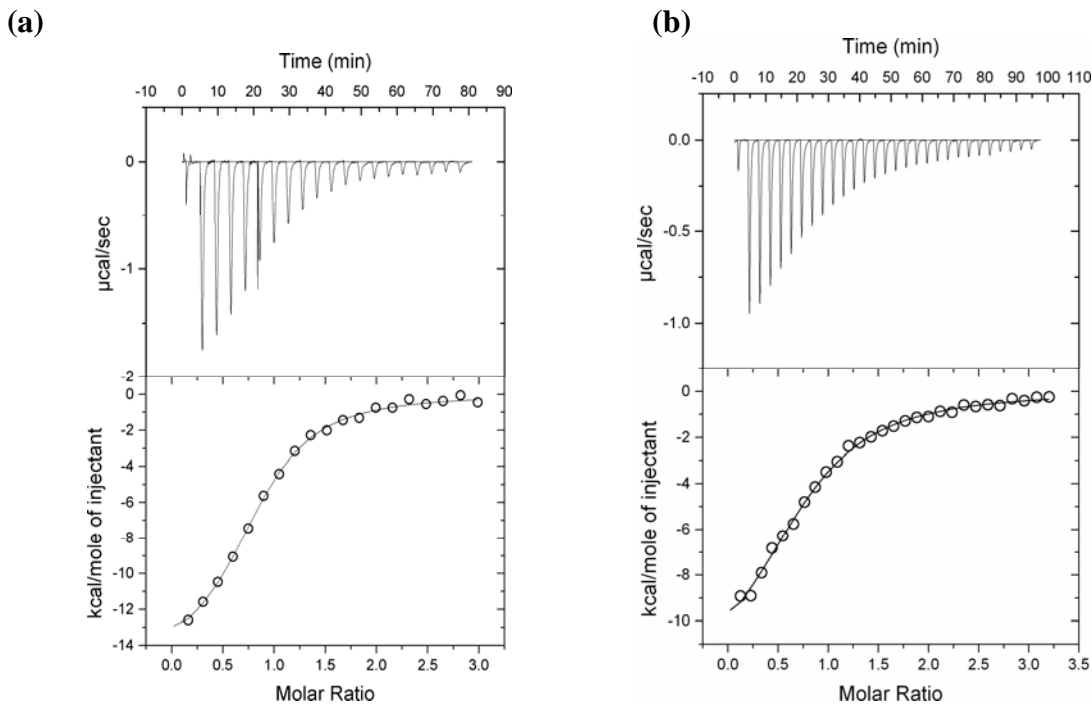 (a)
Time (min)
-10 0 10 20 30 40 50 60 70 80 90
0
-1
-2
µcal/sec
0
-2
-4
-6
-8
-10
-12
-14
kcal/mole of injectant
0.0 0.5 1.0 1.5 2.0 2.5 3.0
Molar Ratio
(b)
Time (min)
-10 0 10 20 30 40 50 60 70 80 90 100 110
0.0
-0.5
-1.0
µcal/sec
0
-2
-4
-6
-8
-10
kcal/mole of injectant
0.0 0.5 1.0 1.5 2.0 2.5 3.0 3.5
Molar Ratio